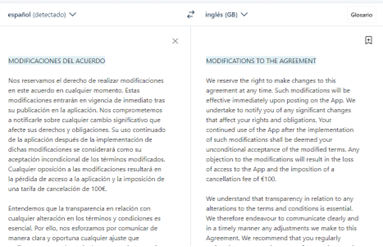 español (detectado)
inglés (GB)
Glosario
MODIFICACIONES DEL ACUERDO
Nos reservamos el derecho de realizar modificaciones
en este acuerdo en cualquier momento. Estas
modificaciones entrarán en vigencia de inmediato tras
su publicación en la aplicación. Nos comprometemos
a notificarle sobre cualquier cambio significativo que
afecte sus derechos y obligaciones. Su uso continuado
de la aplicación después de la implementación de
dichas modificaciones se considerará como su
aceptación incondicional de los términos modificados.
Cualquier oposición a las modificaciones resultará en
la pérdida de acceso a la aplicación y la imposición de
una tarifa de cancelación de 100€.
Entendemos que la transparencia en relación con
cualquier alteración en los términos y condiciones es
esencial. Por ello, nos esforzamos por comunicar de
manera clara y oportuna cualquier ajuste que
MODIFICATIONS TO THE AGREEMENT
We reserve the right to make changes to this
agreement at any time. Such modifications will be
effective immediately upon posting on the App. We
undertake to notify you of any significant changes
that affect your rights and obligations. Your
continued use of the App after the implementation
of such modifications shall be deemed your
unconditional acceptance of the modified terms. Any
objection to the modifications will result in the loss
of access to the App and the imposition of a
cancellation fee of €100.
We understand that transparency in relation to any
alterations to the terms and conditions is essential.
We therefore endeavour to communicate clearly and
in a timely manner any adjustments we make to this
Agreement. We recommend that you regularly